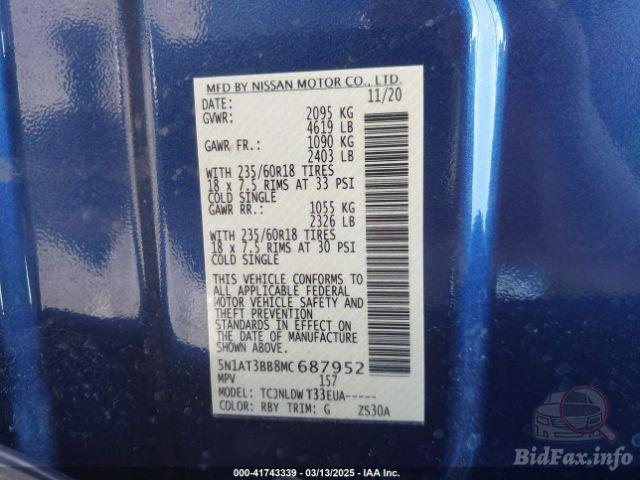 MFD BY NISSAN MOTOR CO., LTD.
DATE: 11/20
GVWR: 2095 KG
4619 LB
GAWR FR.: 1090 KG
2403 LB
WITH 235/60R18 TIRES
18 x 7.5 RIMS AT 33 PSI
COLD SINGLE
GAWR RR.: 1055 KG
2326 LB
WITH 235/60R18 TIRES
18 x 7.5 RIMS AT 30 PSI
COLD SINGLE
THIS VEHICLE CONFORMS TO
ALL APPLICABLE FEDERAL
MOTOR VEHICLE SAFETY AND
THEFT PREVENTION
STANDARDS IN EFFECT ON
THE DATE OF MANUFACTURE
SHOWN ABOVE.
5N1AT3BB8MC 687952
MPV 157
MODEL: TCJNLDW T33EUA-----
COLOR: RBY TRIM: G ZS30A
000-41743339 - 03/13/2025 - IAA Inc.
BidFax.info